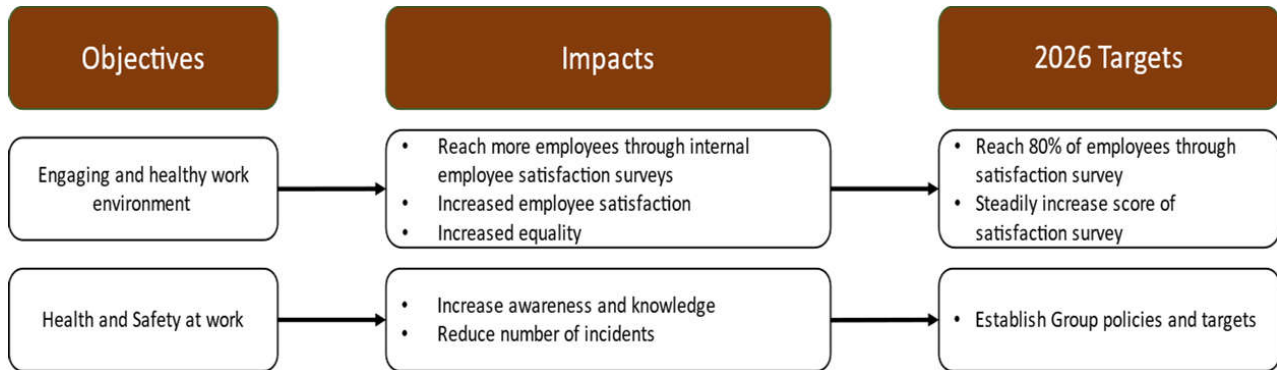 Objectives
Impacts
2026 Targets
Engaging and healthy work
environment
• Reach more employees through internal
employee satisfaction surveys
• Increased employee satisfaction
• Increased equality
• Reach 80% of employees through
satisfaction survey
• Steadily increase score of
satisfaction survey
Health and Safety at work
• Increase awareness and knowledge
• Reduce number of incidents
• Establish Group policies and targets